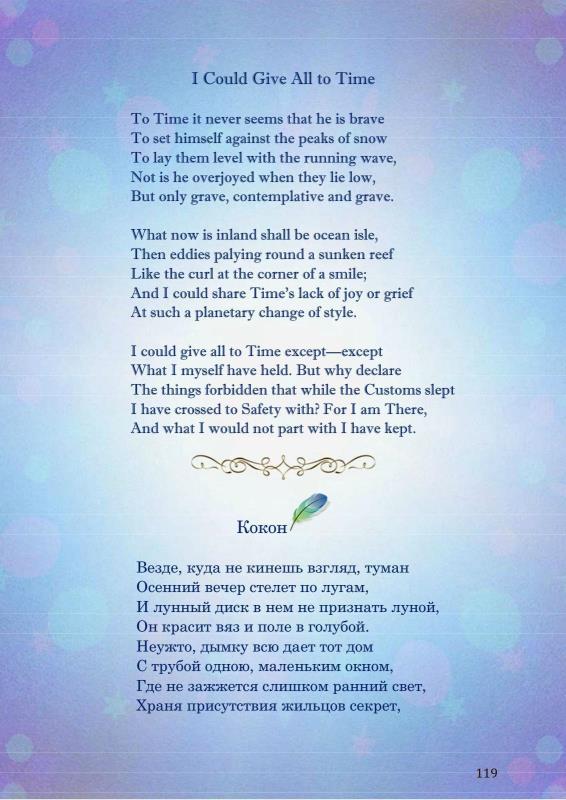 I Could Give All to Time
To Time it never seems that he is brave
To set himself against the peaks of snow
To lay them level with the running wave,
Not is he overjoyed when they lie low,
But only grave, contemplative and grave.
What now is inland shall be ocean isle,
Then eddies palying round a sunken reef
Like the curl at the corner of a smile;
And I could share Time’s lack of joy or grief
At such a planetary change of style.
I could give all to Time except—except
What I myself have held. But why declare
The things forbidden that while the Customs slept
I have crossed to Safety with? For I am There,
And what I would not part with I have kept.
Кокон
Везде, куда не кинешь взгляд, туман
Осенний вечер стелет по лугам,
И лунный диск в нем не признать луной,
Он красит вяз и поле в голубой.
Неужто, дымку всю дает тот дом
С трубой одною, маленьким окном,
Где не зажжется слишком ранний свет,
Храня присутствия жильцов секрет,
119